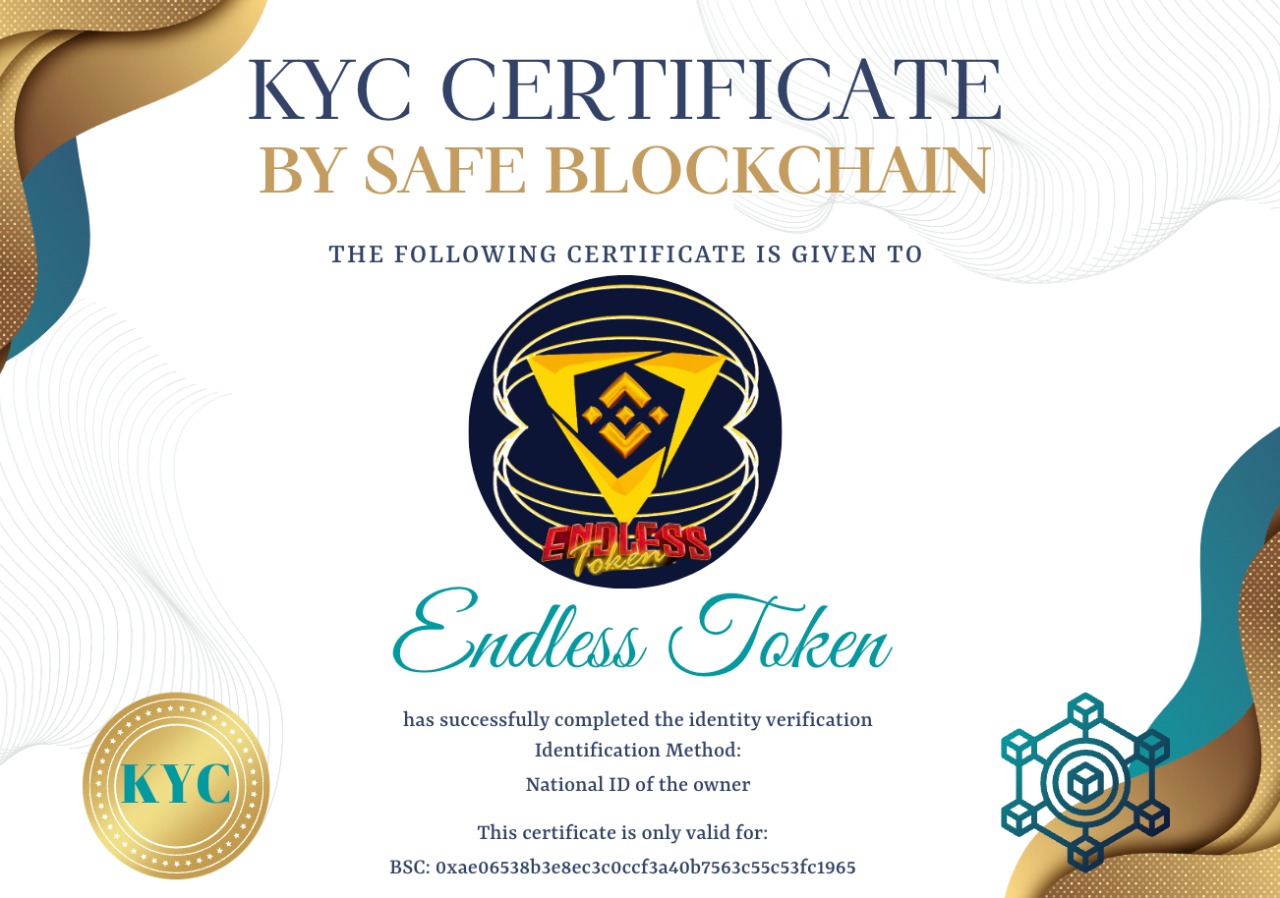 KYC CERTIFICATE
BY SAFE BLOCKCHAIN
THE FOLLOWING CERTIFICATE IS GIVEN TO
ENDLESS
Token
Endless Token
has successfully completed the identity verification
Identification Method:
National ID of the owner
KYC
This certificate is only valid for:
BSC: 0xae06538b3e8ec3c0ccf3a40b7563c55c53fc1965